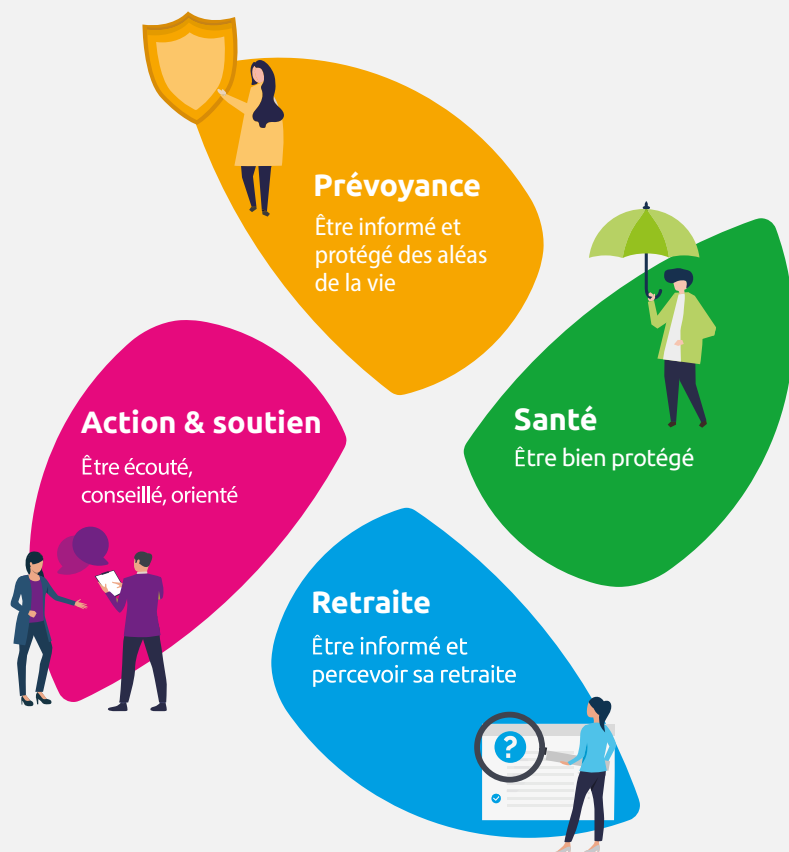 Prévoyance
Être informé et
protégé des aléas
de la vie
Action & soutien
Être écouté,
conseillé, orienté
Santé
Être bien protégé
Retraite
Être informé et
percevoir sa retraite
?